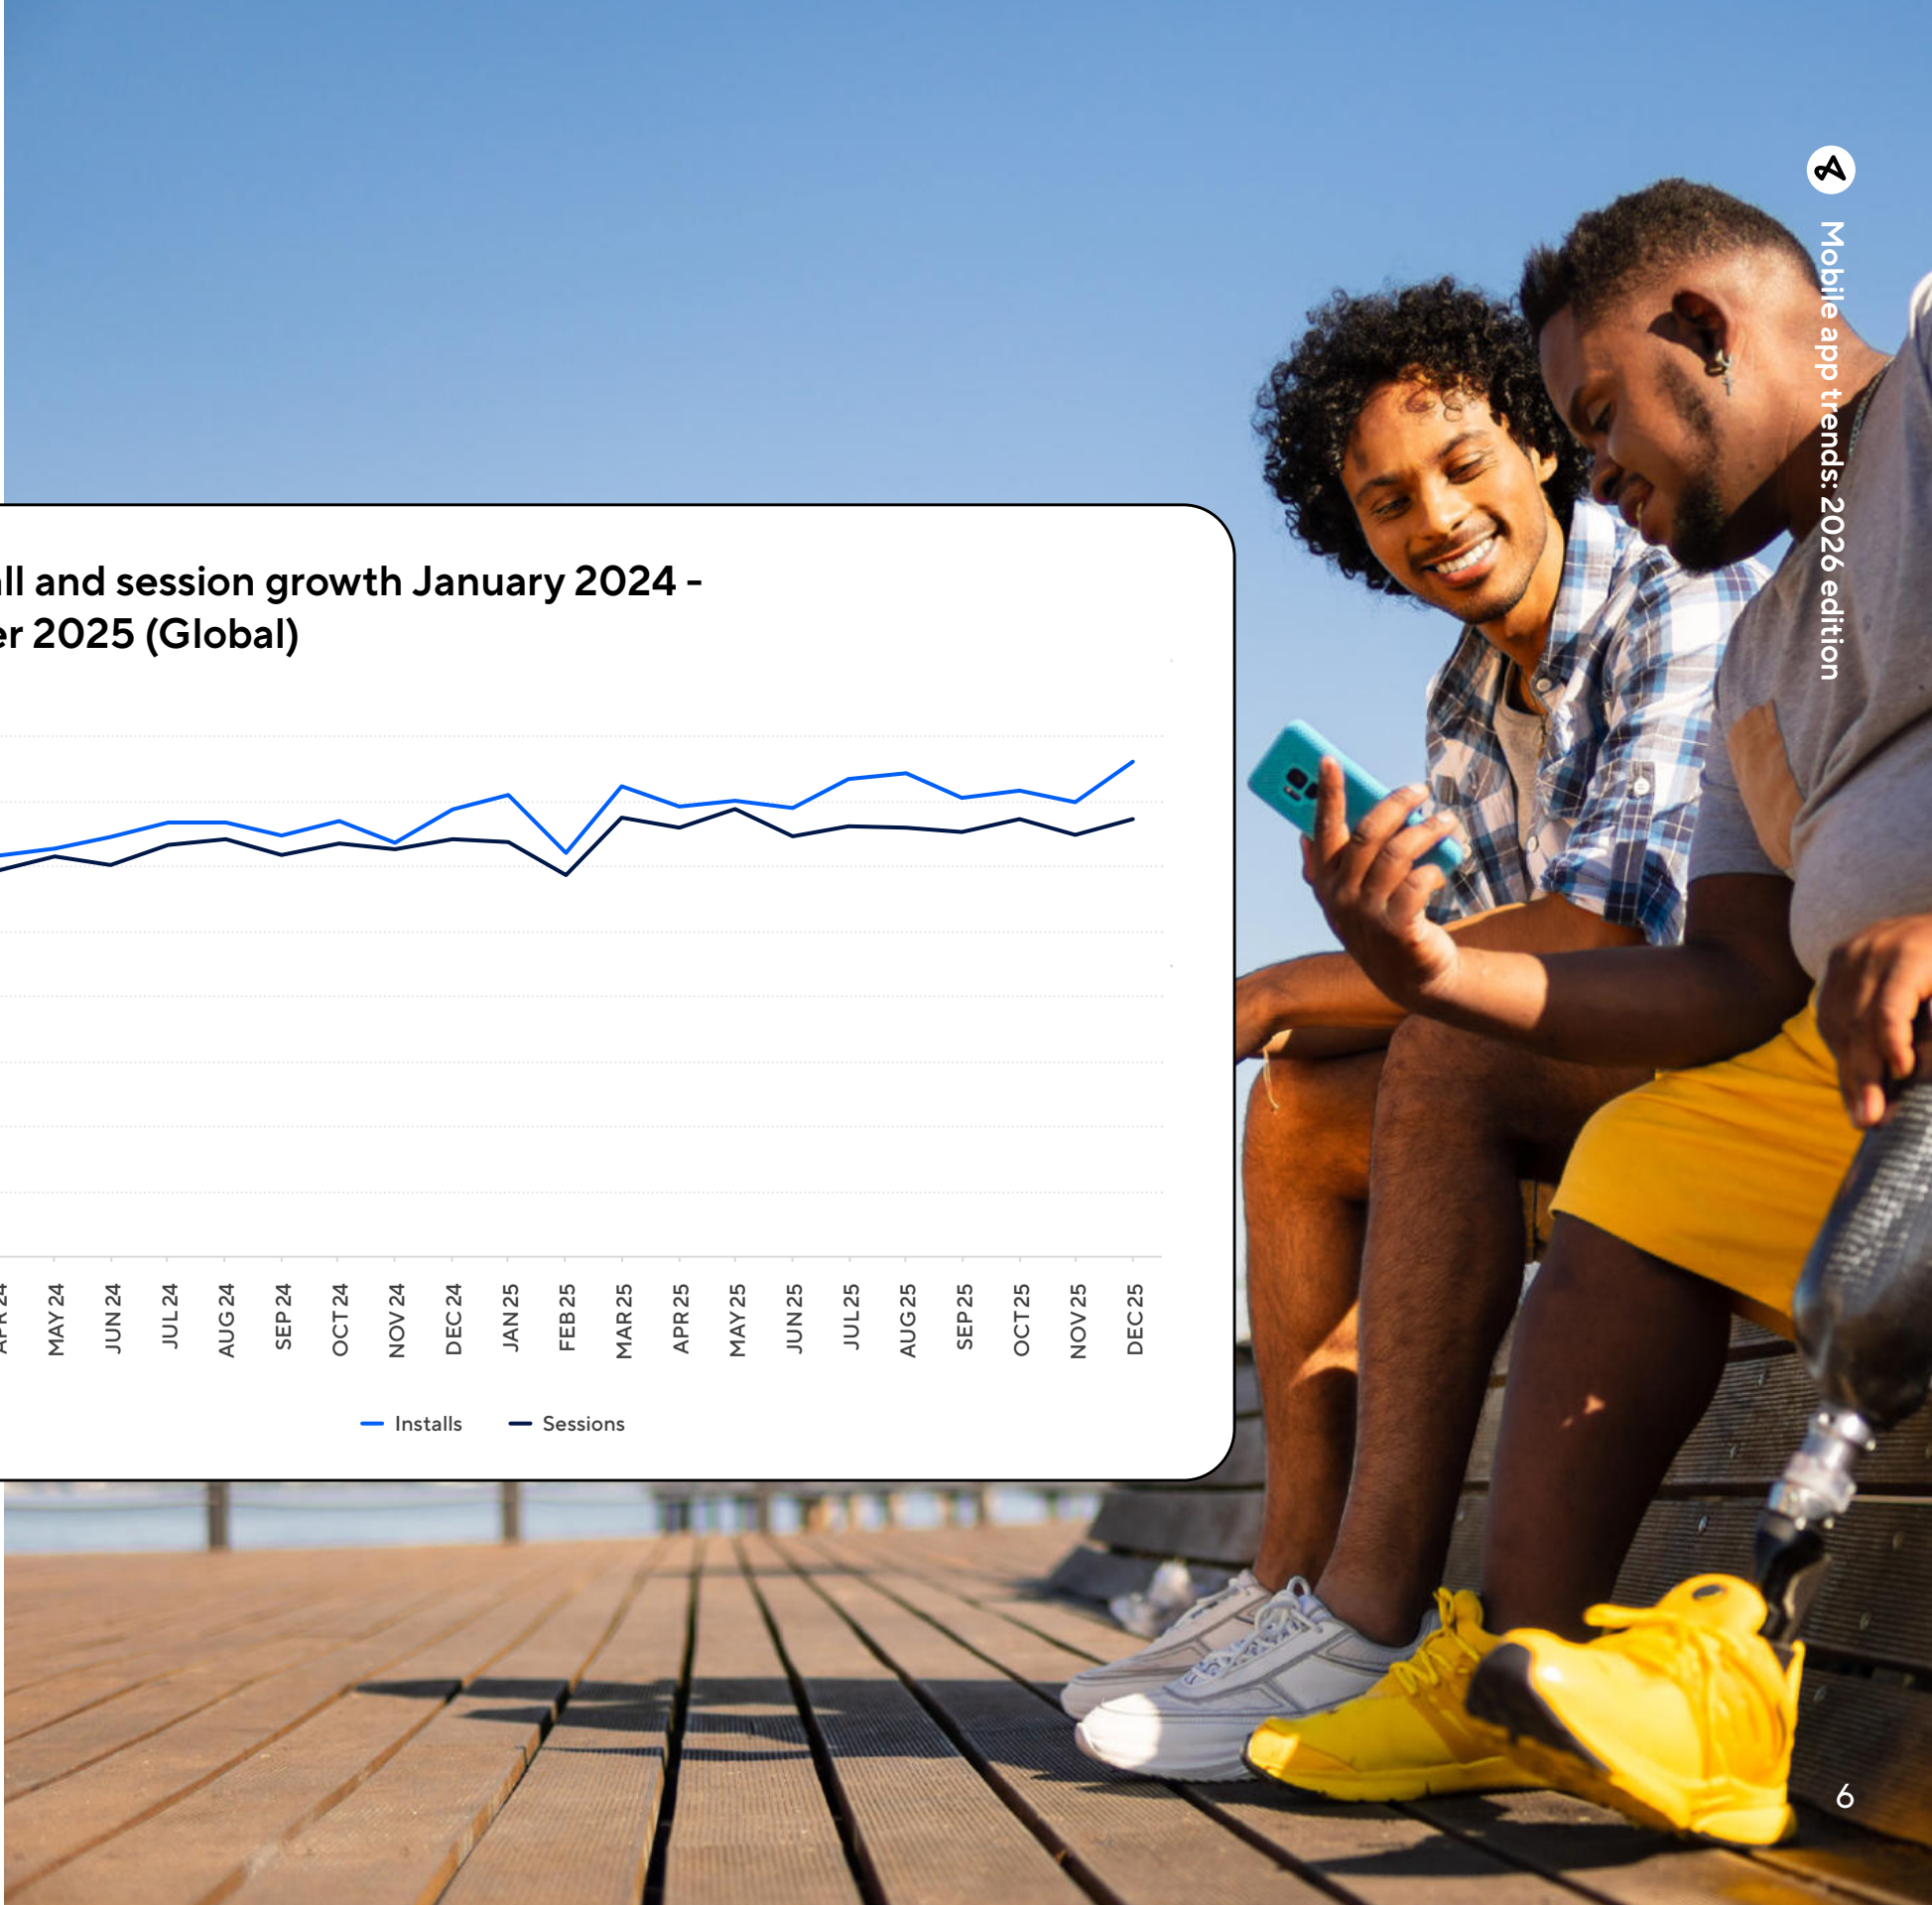 Mobile app trends: 2026 edition
ll and session growth January 2024 -
er 2025 (Global)
APR 24
MAY 24
JUN 24
JUL 24
AUG 24
SEP 24
OCT 24
NOV 24
DEC 24
JAN 25
FEB 25
MAR 25
APR 25
MAY 25
JUN 25
JUL 25
AUG 25
SEP 25
OCT 25
NOV 25
DEC 25
Installs
Sessions
6